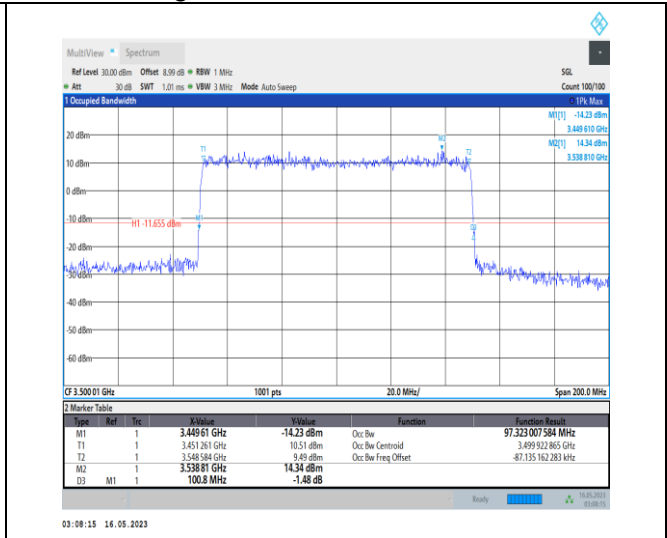 MultiView Spectrum
Ref Level 30.00 dBm Offset 8.99 dB RBW 1 MHz SGL
Att 30 dB SWT 1.01 ms VBW 3 MHz Mode Auto Sweep Count 100/100
1 Occupied Bandwidth 1Pk Max
M1[1] -14.23 dBm
3.449 610 GHz
M2[1] 14.34 dBm
3.538 810 GHz
20 dBm
M2
T1
T2
10 dBm
0 dBm
-10 dBm
M1
H1 -11.655 dBm
D3
-20 dBm
-30 dBm
-40 dBm
-50 dBm
-60 dBm
CF 3.500 01 GHz 1001 pts 20.0 MHz/ Span 200.0 MHz
2 Marker Table
Type Ref Trc X-Value Y-Value Function Function Result
M1 1 3.449 61 GHz -14.23 dBm Occ Bw 97.323 007 584 MHz
T1 1 3.451 261 GHz 10.51 dBm Occ Bw Centroid 3.499 922 865 GHz
T2 1 3.548 584 GHz 9.49 dBm Occ Bw Freq Offset -87.135 162 283 kHz
M2 1 3.538 81 GHz 14.34 dBm
D3 M1 1 100.8 MHz -1.48 dB
Ready 16.05.2023
03:08:15
03:08:15 16.05.2023